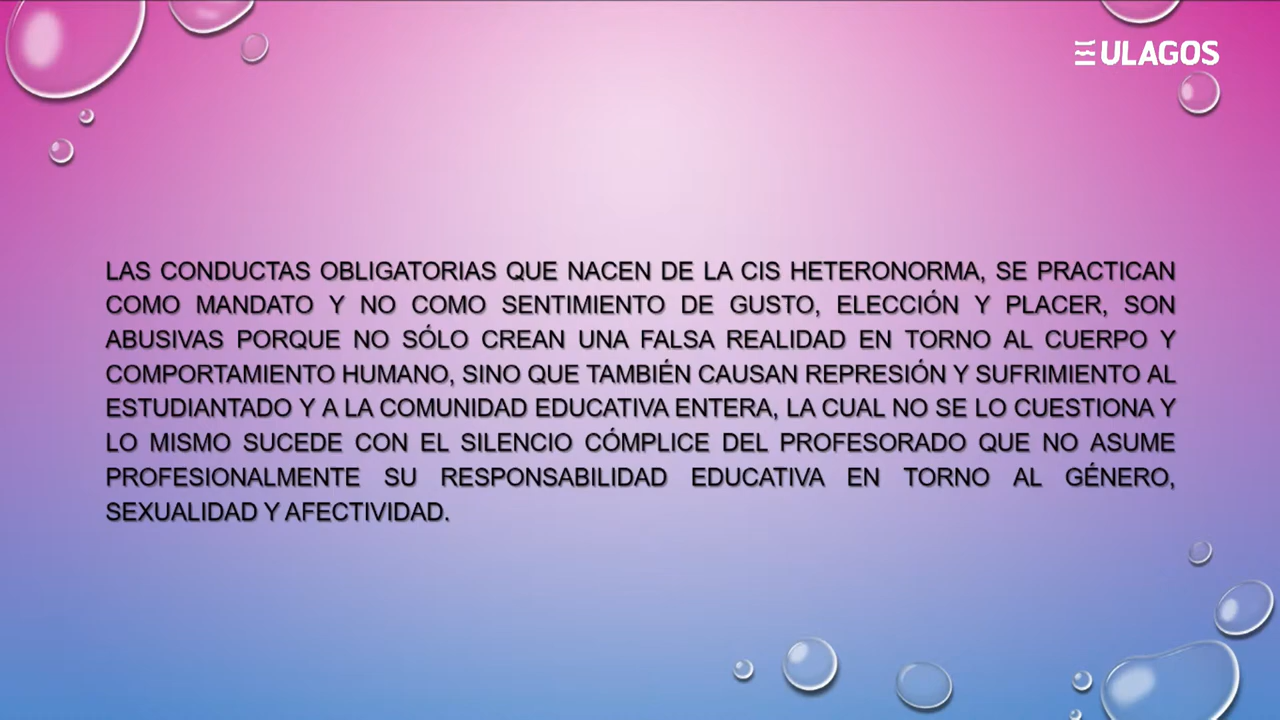 ULAGOS
LAS CONDUCTAS OBLIGATORIAS QUE NACEN DE LA CIS HETERONORMA, SE PRACTICAN
COMO MANDATO Y NO COMO SENTIMIENTO DE GUSTO, ELECCIÓN Y PLACER, SON
ABUSIVAS PORQUE NO SÓLO CREAN UNA FALSA REALIDAD EN TORNO AL CUERPO Y
COMPORTAMIENTO HUMANO, SINO QUE TAMBIÉN CAUSAN REPRESIÓN Y SUFRIMIENTO AL
ESTUDIANTADO Y A LA COMUNIDAD EDUCATIVA ENTERA, LA CUAL NO SE LO CUESTIONA Y
LO MISMO SUCEDE CON EL SILENCIO CÓMPLICE DEL PROFESORADO QUE NO ASUME
PROFESIONALMENTE SU RESPONSABILIDAD EDUCATIVA EN TORNO AL GÉNERO,
SEXUALIDAD Y AFECTIVIDAD.